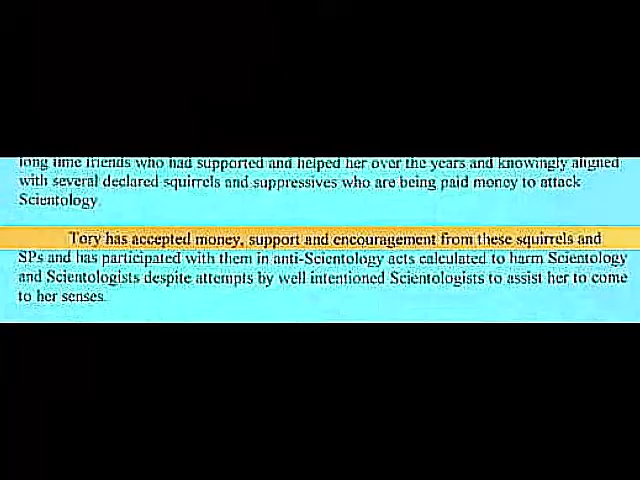 long time friends who had supported and helped her over the years and knowingly aligned
with several declared squirrels and suppressives who are being paid money to attack
Scientology.
Tory has accepted money, support and encouragement from these squirrels and
SPs and has participated with them in anti-Scientology acts calculated to harm Scientology
and Scientologists despite attempts by well intentioned Scientologists to assist her to come
to her senses.